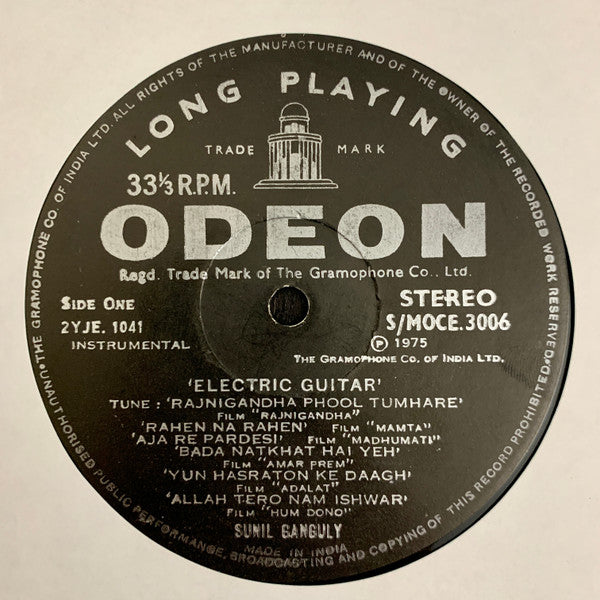 THE GRAMOPHONE CO. OF INDIA LTD. ALL RIGHTS OF THE MANUFACTURER AND OF THE OWNER OF THE RECORDED WORK RESERVED
UNAUTHORISED PUBLIC PERFORMANCE, BROADCASTING AND COPYING OF THIS RECORD PROHIBITED
LONG PLAYING
TRADE MARK
33⅓ R.P.M.
ODEON
Regd. Trade Mark of The Gramophone Co., Ltd.
SIDE ONE
2YJE. 1041
INSTRUMENTAL
STEREO
S/MOCE.3006
Ⓟ 1975
THE GRAMOPHONE CO. OF INDIA LTD.
'ELECTRIC GUITAR'
TUNE : 'RAJNIGANDHA PHOOL TUMHARE'
FILM "RAJNIGANDHA"
'RAHEN NA RAHEN' FILM "MAMTA"
'AJA RE PARDESI' FILM "MADHUMATI"
'BADA NATKHAT HAI YEH'
FILM "AMAR PREM"
'YUN HASRATON KE DAAGH'
FILM "ADALAT"
'ALLAH TERO NAM ISHWAR'
FILM "HUM DONO"
SUNIL GANGULY
MADE IN INDIA